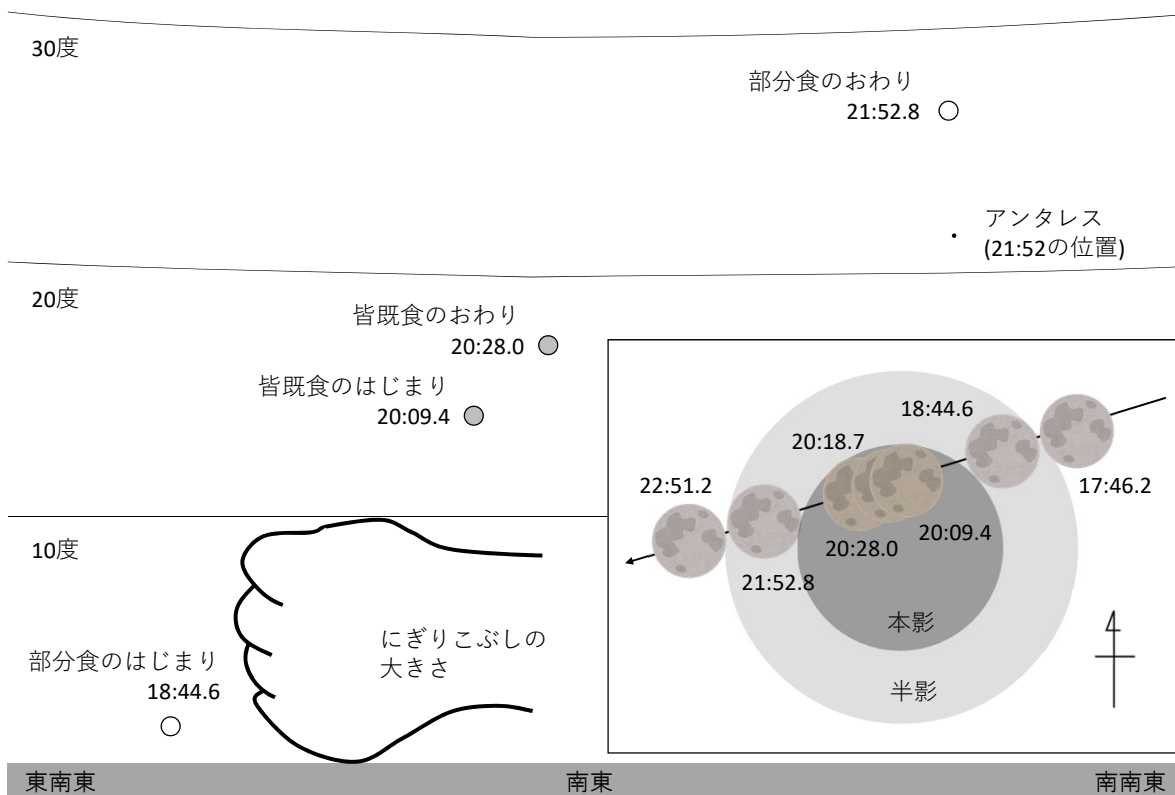 30度
部分食のおわり
21:52.8
アンタレス
(21:52の位置)
20度
皆既食のおわり
20:28.0
皆既食のはじまり
20:09.4
18:44.6
20:18.7
22:51.2
17:46.2
20:09.4
20:28.0
21:52.8
本影
半影
10度
にぎりこぶしの
大きさ
部分食のはじまり
18:44.6
東南東
南東
南南東